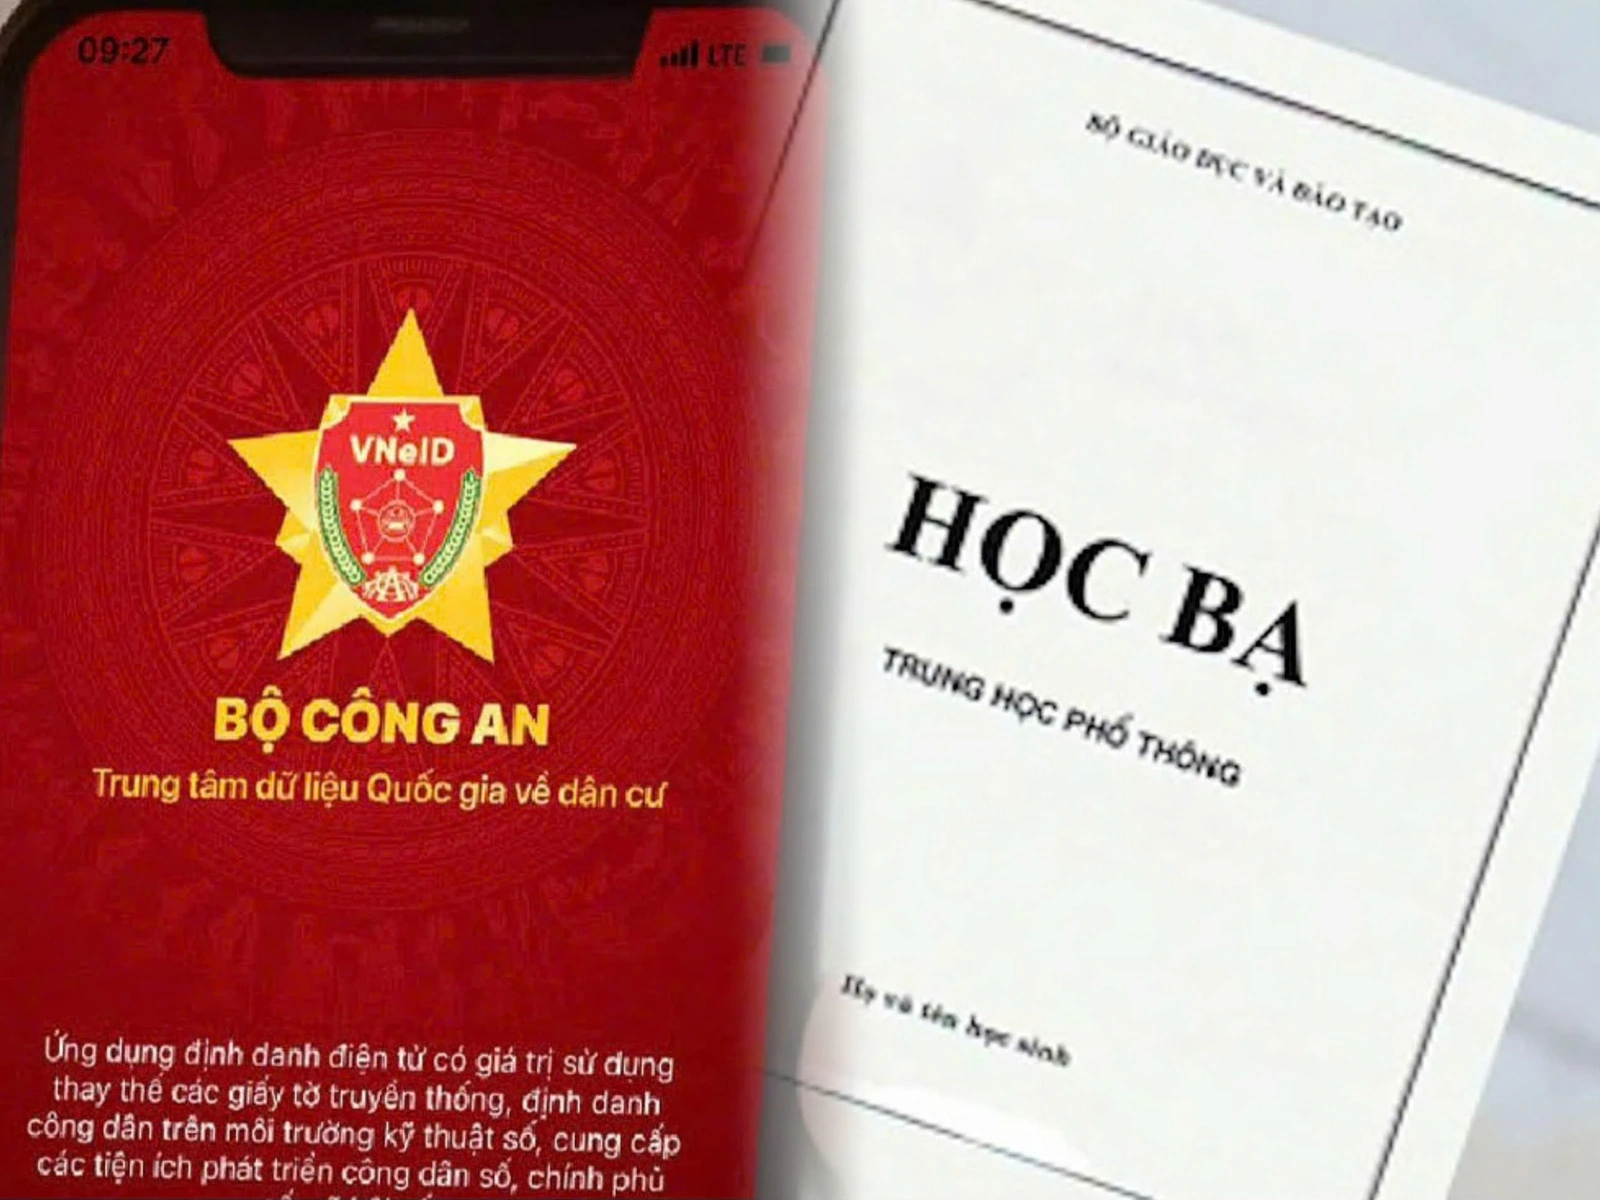 09:27
LTE
VNeID
BỘ CÔNG AN
Trung tâm dữ liệu Quốc gia về dân cư
Ứng dụng định danh điện tử có giá trị sử dụng
thay thế các giấy tờ truyền thống, định danh
công dân trên môi trường kỹ thuật số, cung cấp
các tiện ích phát triển công dân số, chính phủ
BỘ GIÁO DỤC VÀ ĐÀO TẠO
HỌC BẠ
TRUNG HỌC PHỔ THÔNG
Họ và tên học sinh